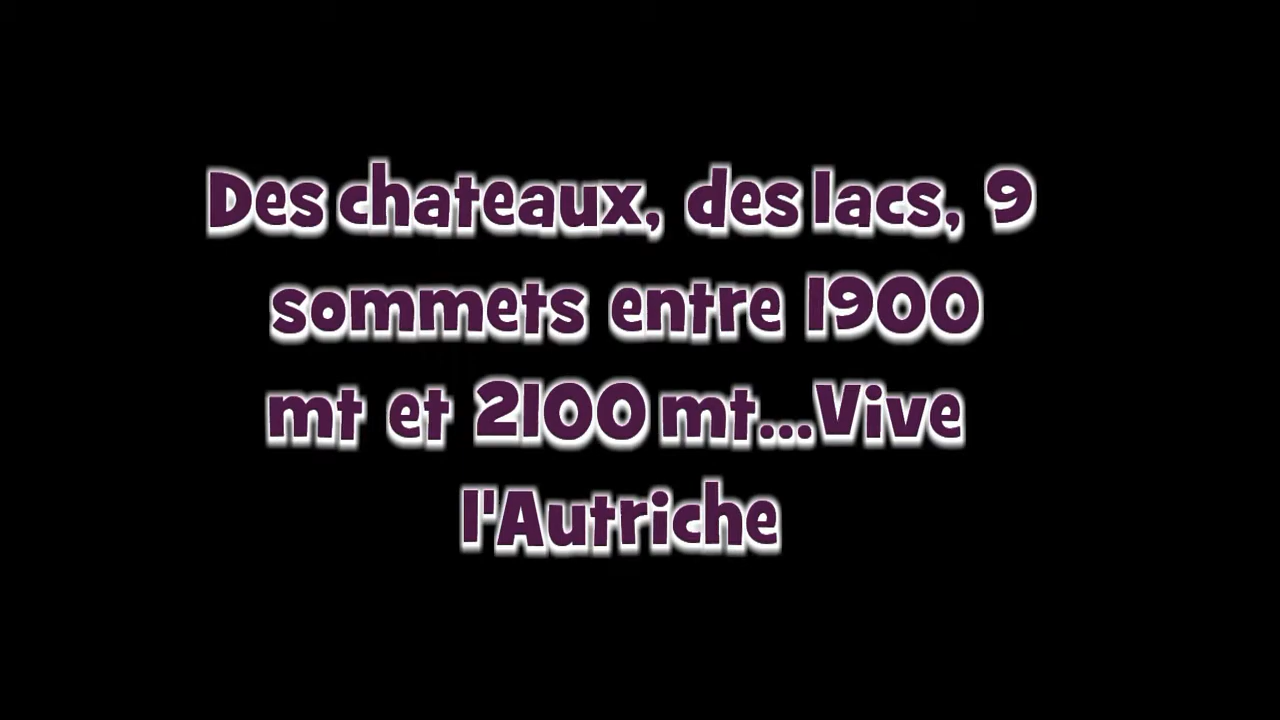 Des chateaux, des lacs, 9
sommets entre 1900
mt et 2100 mt...Vive
l'Autriche